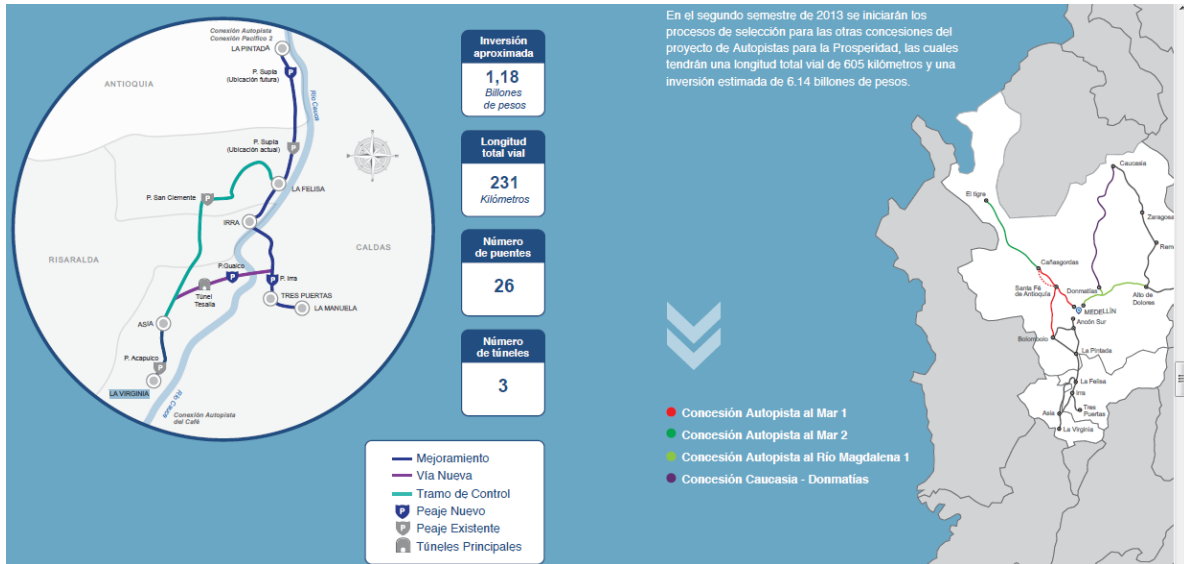 Conexión Autopista
Conexión Pacífico 2
LA PINTADA
P. Supía
(Ubicación futura)
ANTIOQUIA
Río Cauca
P. Supía
(Ubicación actual)
LA FELISA
P. San Clemente
IRRA
CALDAS
RISARALDA
P.Guaico
P. Irra
Túnel
Tesalia
TRES PUERTAS
LA MANUELA
ASIA
P. Acapulco
LA VIRGINIA
Río Cauca
Conexión Autopista
del Café
Inversión
aproximada
1,18
Billones
de pesos
Longitud
total vial
231
Kilómetros
Número
de puentes
26
Número
de túneles
3
Mejoramiento
Vía Nueva
Tramo de Control
Peaje Nuevo
Peaje Existente
Túneles Principales
En el segundo semestre de 2013 se iniciarán los
procesos de selección para las otras concesiones del
proyecto de Autopistas para la Prosperidad, las cuales
tendrán una longitud total vial de 605 kilómetros y una
inversión estimada de 6.14 billones de pesos.
Concesión Autopista al Mar 1
Concesión Autopista al Mar 2
Concesión Autopista al Río Magdalena 1
Concesión Caucasia - Donmatías
Caucasia
El tigre
Zaragosa
Cañasgordas
Santa Fé
de Antioquia
Donmatías
Alto de
Dolores
MEDELLÍN
Ancón Sur
Bolombolo
La Pintada
La Felisa
Tres
Puertas
Asia
La Virginia